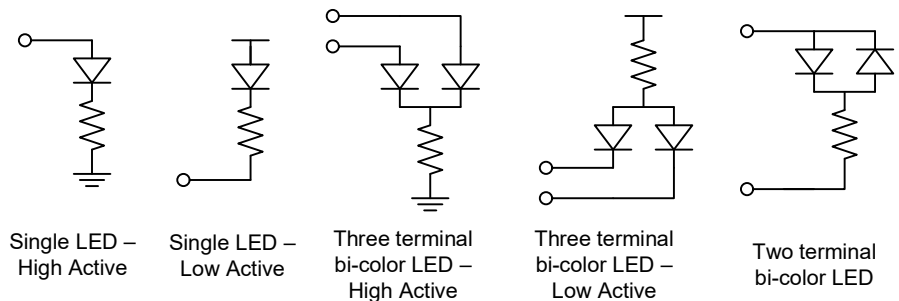 Single LED –
High Active
Single LED –
Low Active
Three terminal
bi-color LED –
High Active
Three terminal
bi-color LED –
Low Active
Two terminal
bi-color LED